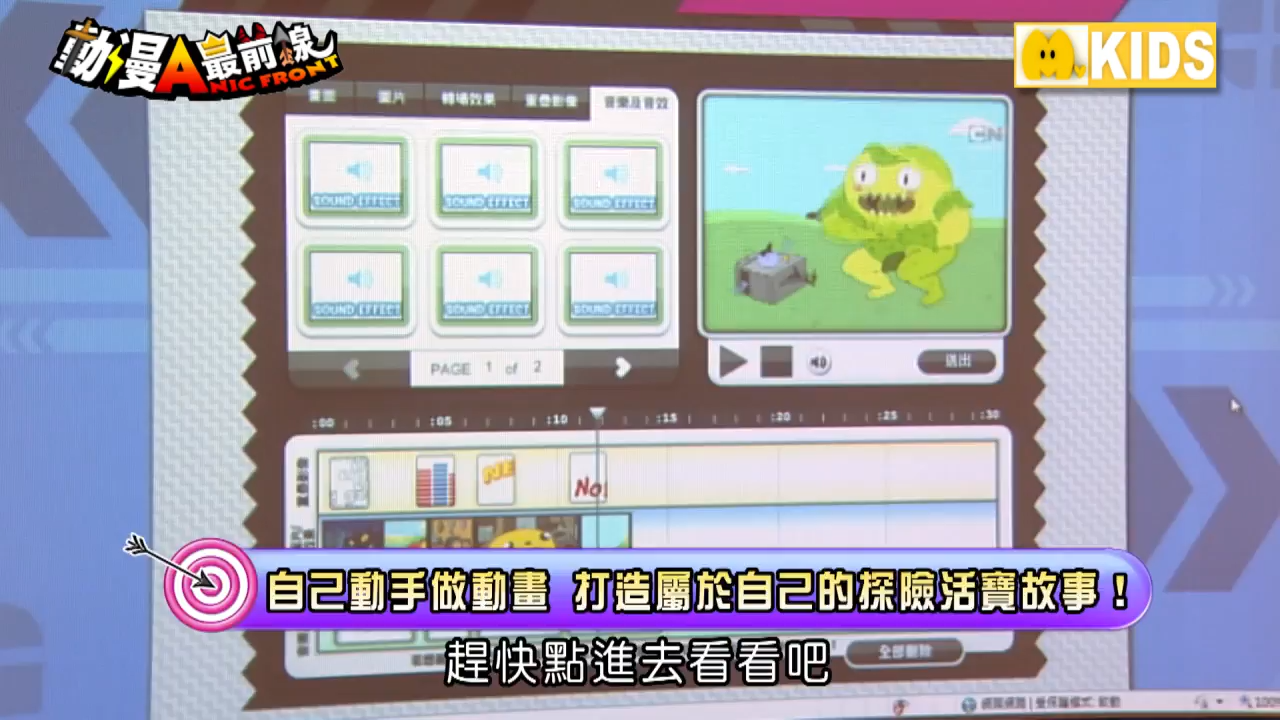 動漫A最前線
ANIC FRONT
M.KIDS
畫面 圖片 轉場效果 重疊影像 音樂及音效
CN
SOUND EFFECT SOUND EFFECT SOUND EFFECT
SOUND EFFECT SOUND EFFECT SOUND EFFECT
PAGE 1 of 2
退出
:00 :05 :10 :15 :20 :25 :30
NE
No!
自己動手做動畫 打造屬於自己的探險活寶故事！
全部刪除
趕快點進去看看吧